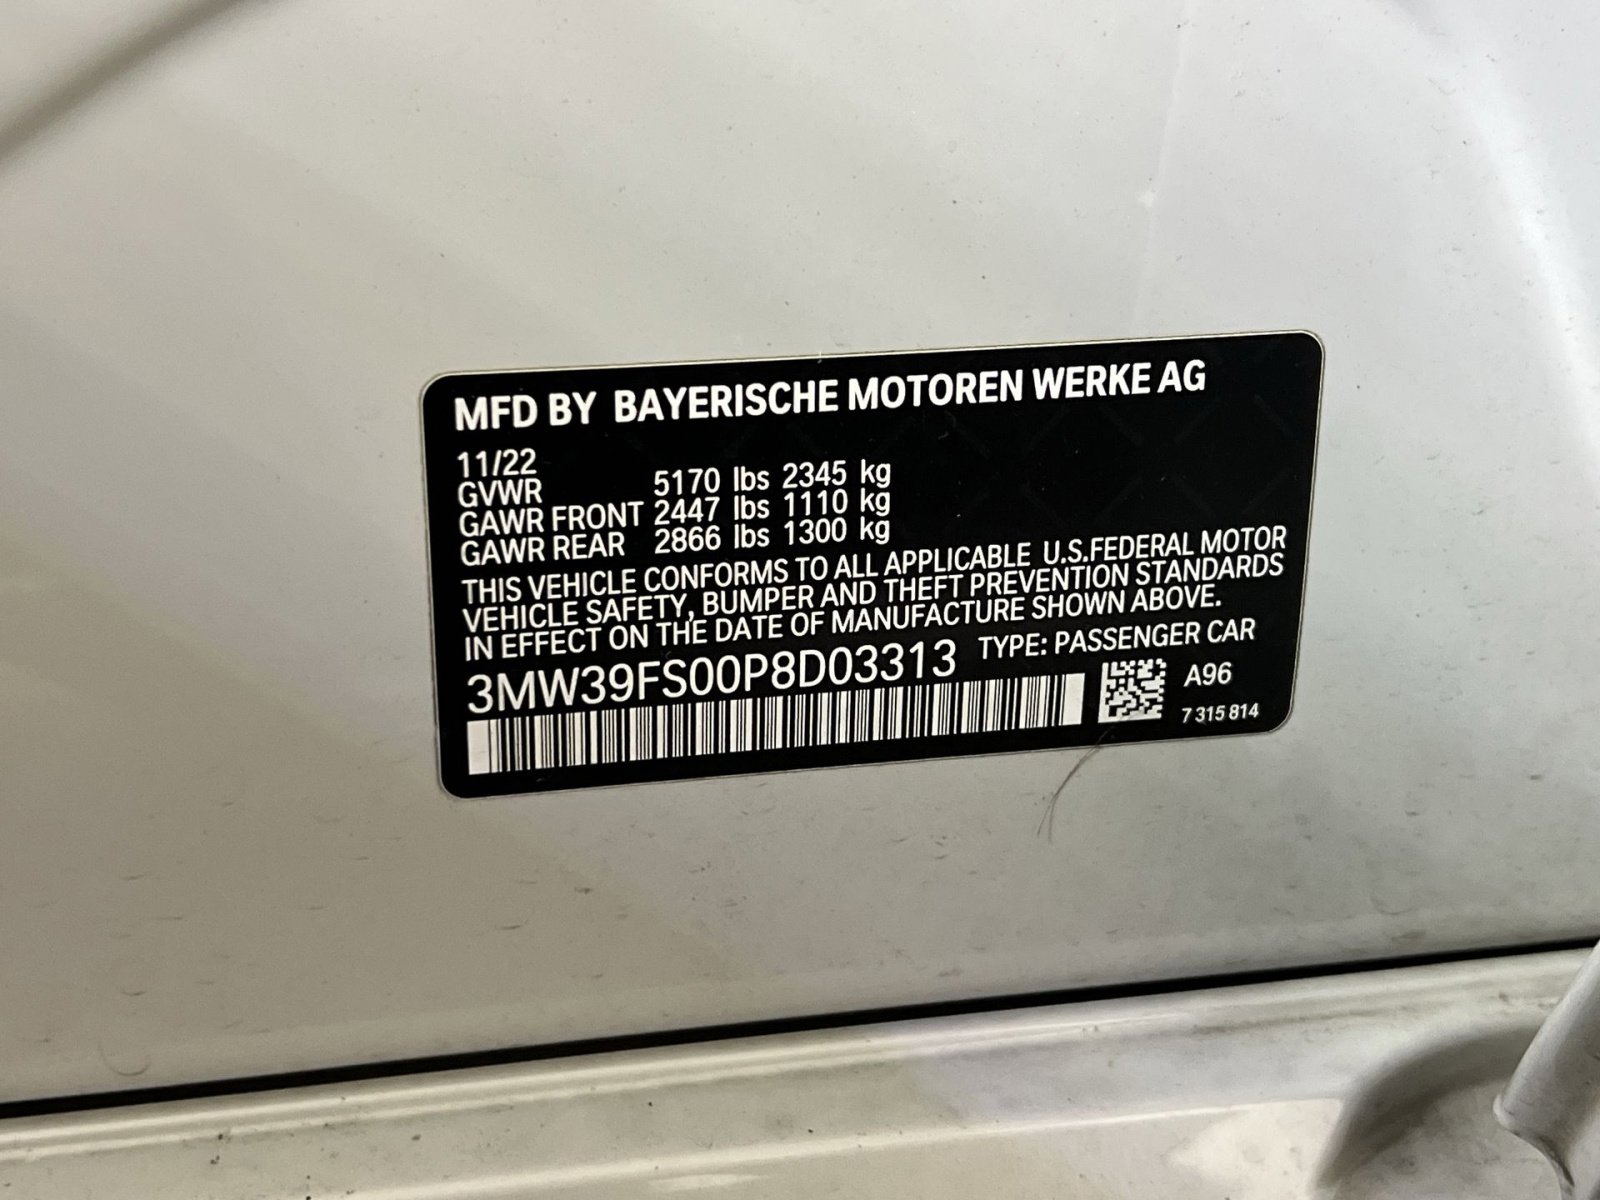 MFD BY BAYERISCHE MOTOREN WERKE AG
11/22
GVWR 5170 lbs 2345 kg
GAWR FRONT 2447 lbs 1110 kg
GAWR REAR 2866 lbs 1300 kg
THIS VEHICLE CONFORMS TO ALL APPLICABLE U.S.FEDERAL MOTOR
VEHICLE SAFETY, BUMPER AND THEFT PREVENTION STANDARDS
IN EFFECT ON THE DATE OF MANUFACTURE SHOWN ABOVE.
3MW39FS00P8D03313 TYPE: PASSENGER CAR
A96
7 315 814